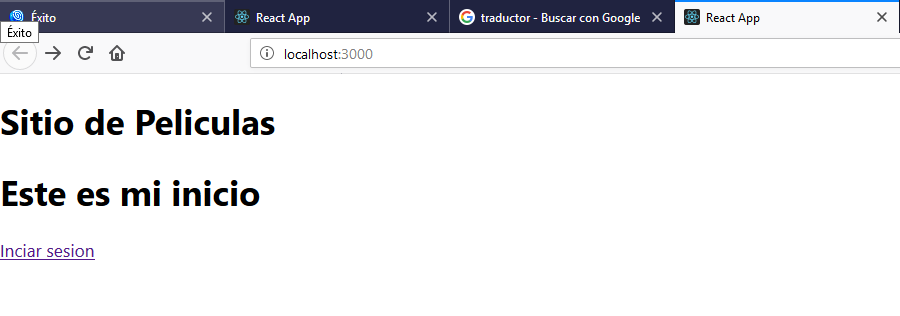 Éxito
React App
traductor - Buscar con Google
React App
Éxito
localhost:3000
Sitio de Peliculas
Este es mi inicio
Inciar sesion